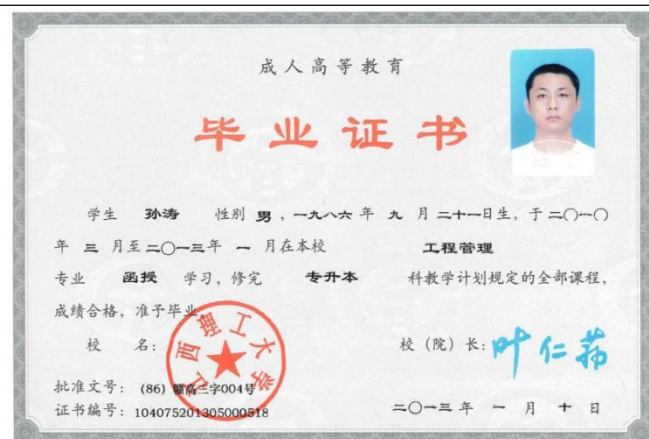 成人高等教育
毕业证书
学生 孙涛 性别 男，一九八六年 九 月二十一日生，于二〇一〇
年 三 月至二〇一三年 一 月在本校 工程管理
专业 函授 学习，修完 专升本 科教学计划规定的全部课程，
成绩合格，准予毕业。
校 名：
江西理工大学
校（院）长：叶仁荪
批准文号：(86) 赣高三字004号
证书编号：104075201305000518
二〇一三年 一 月 十 日